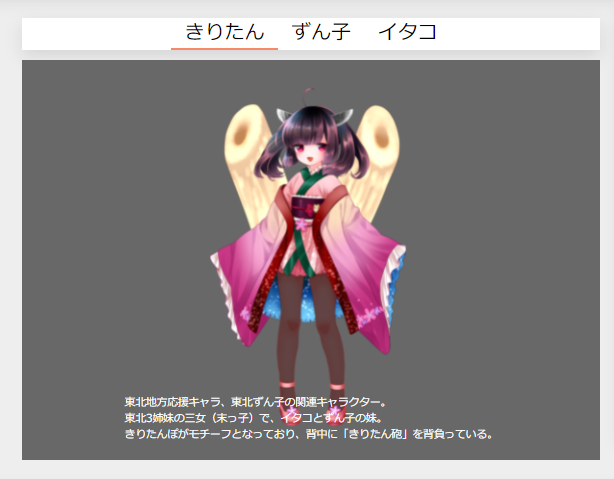 きりたん ずん子 イタコ
東北地方応援キャラ、東北ずん子の関連キャラクター。
東北3姉妹の三女（末っ子）で、イタコとずん子の妹。
きりたんぽがモチーフとなっており、背中に「きりたん砲」を背負っている。